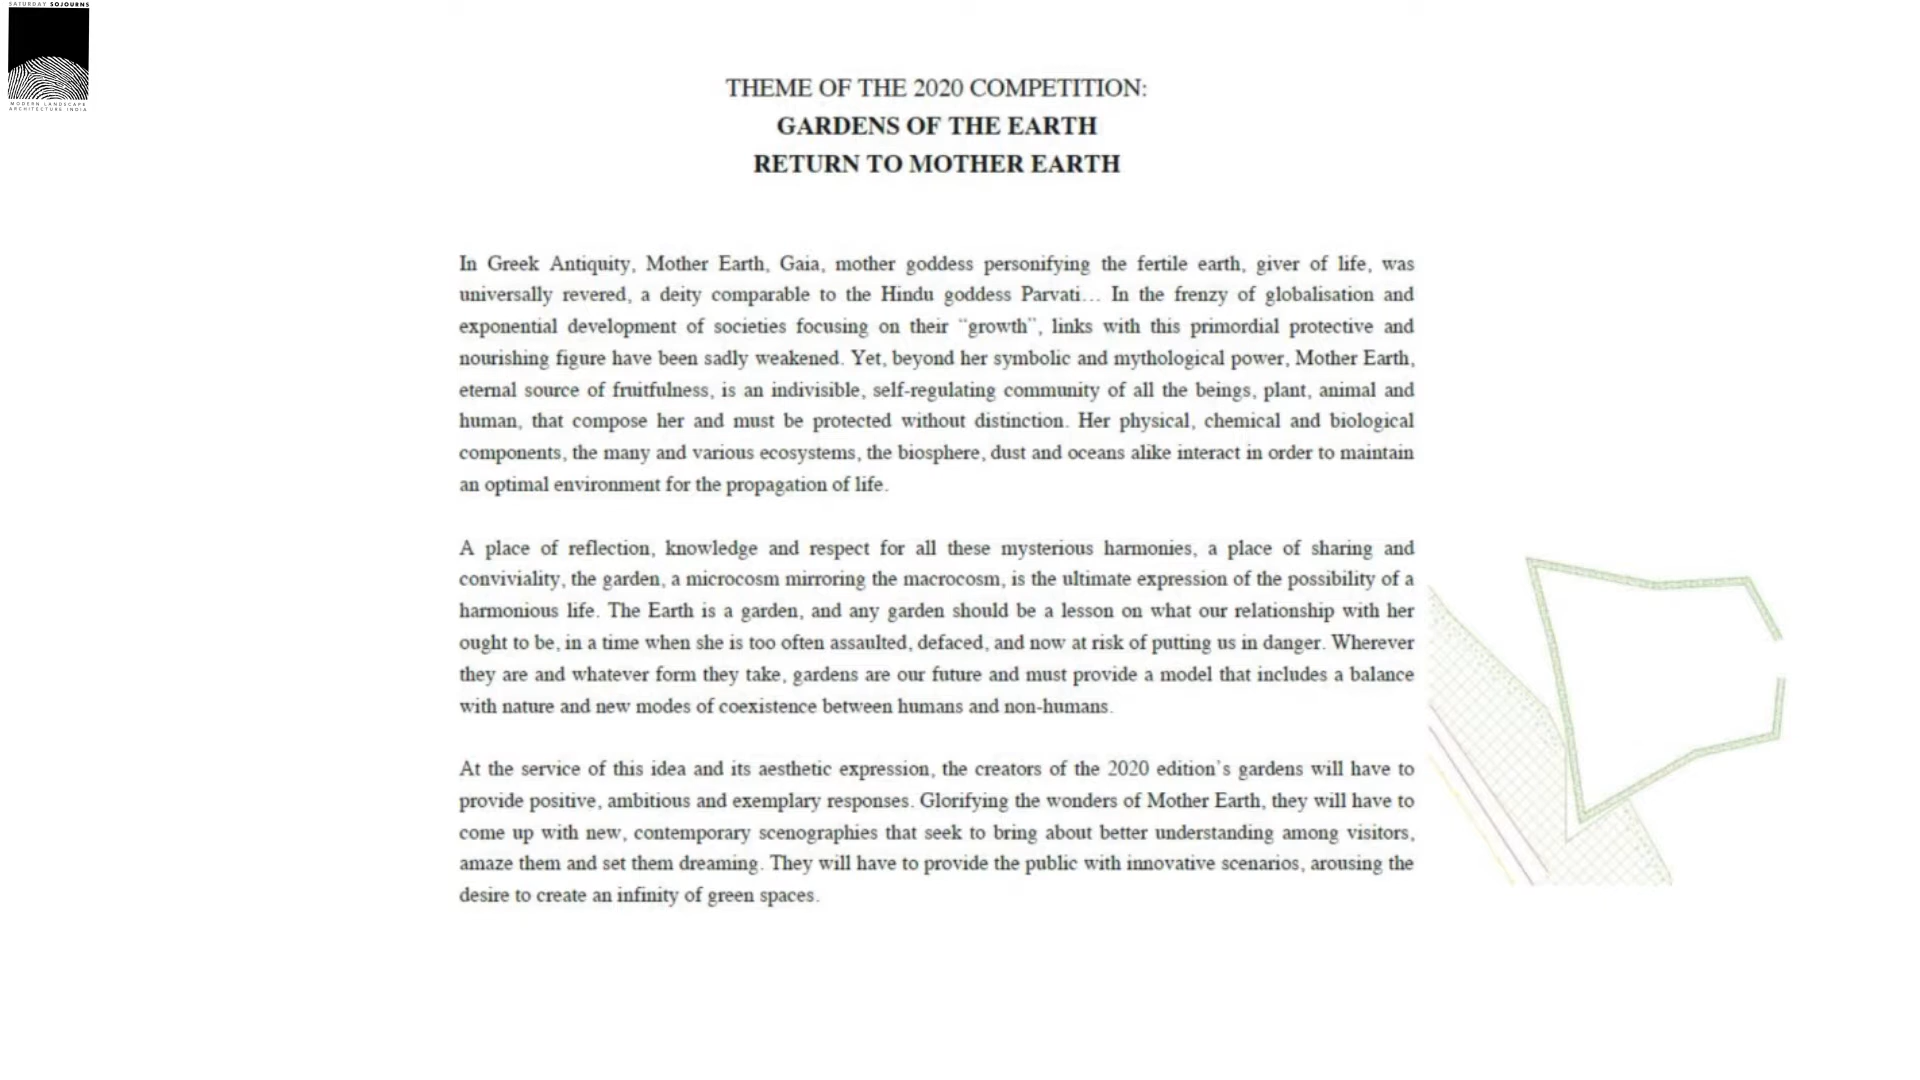 SATURDAY SOJOURNS
MODERN LANDSCAPE
ARCHITECTURE INDIA
THEME OF THE 2020 COMPETITION:
GARDENS OF THE EARTH
RETURN TO MOTHER EARTH
In Greek Antiquity, Mother Earth, Gaia, mother goddess personifying the fertile earth, giver of life, was
universally revered, a deity comparable to the Hindu goddess Parvati… In the frenzy of globalisation and
exponential development of societies focusing on their "growth", links with this primordial protective and
nourishing figure have been sadly weakened. Yet, beyond her symbolic and mythological power, Mother Earth,
eternal source of fruitfulness, is an indivisible, self-regulating community of all the beings, plant, animal and
human, that compose her and must be protected without distinction. Her physical, chemical and biological
components, the many and various ecosystems, the biosphere, dust and oceans alike interact in order to maintain
an optimal environment for the propagation of life.
A place of reflection, knowledge and respect for all these mysterious harmonies, a place of sharing and
conviviality, the garden, a microcosm mirroring the macrocosm, is the ultimate expression of the possibility of a
harmonious life. The Earth is a garden, and any garden should be a lesson on what our relationship with her
ought to be, in a time when she is too often assaulted, defaced, and now at risk of putting us in danger. Wherever
they are and whatever form they take, gardens are our future and must provide a model that includes a balance
with nature and new modes of coexistence between humans and non-humans.
At the service of this idea and its aesthetic expression, the creators of the 2020 edition's gardens will have to
provide positive, ambitious and exemplary responses. Glorifying the wonders of Mother Earth, they will have to
come up with new, contemporary scenographies that seek to bring about better understanding among visitors,
amaze them and set them dreaming. They will have to provide the public with innovative scenarios, arousing the
desire to create an infinity of green spaces.